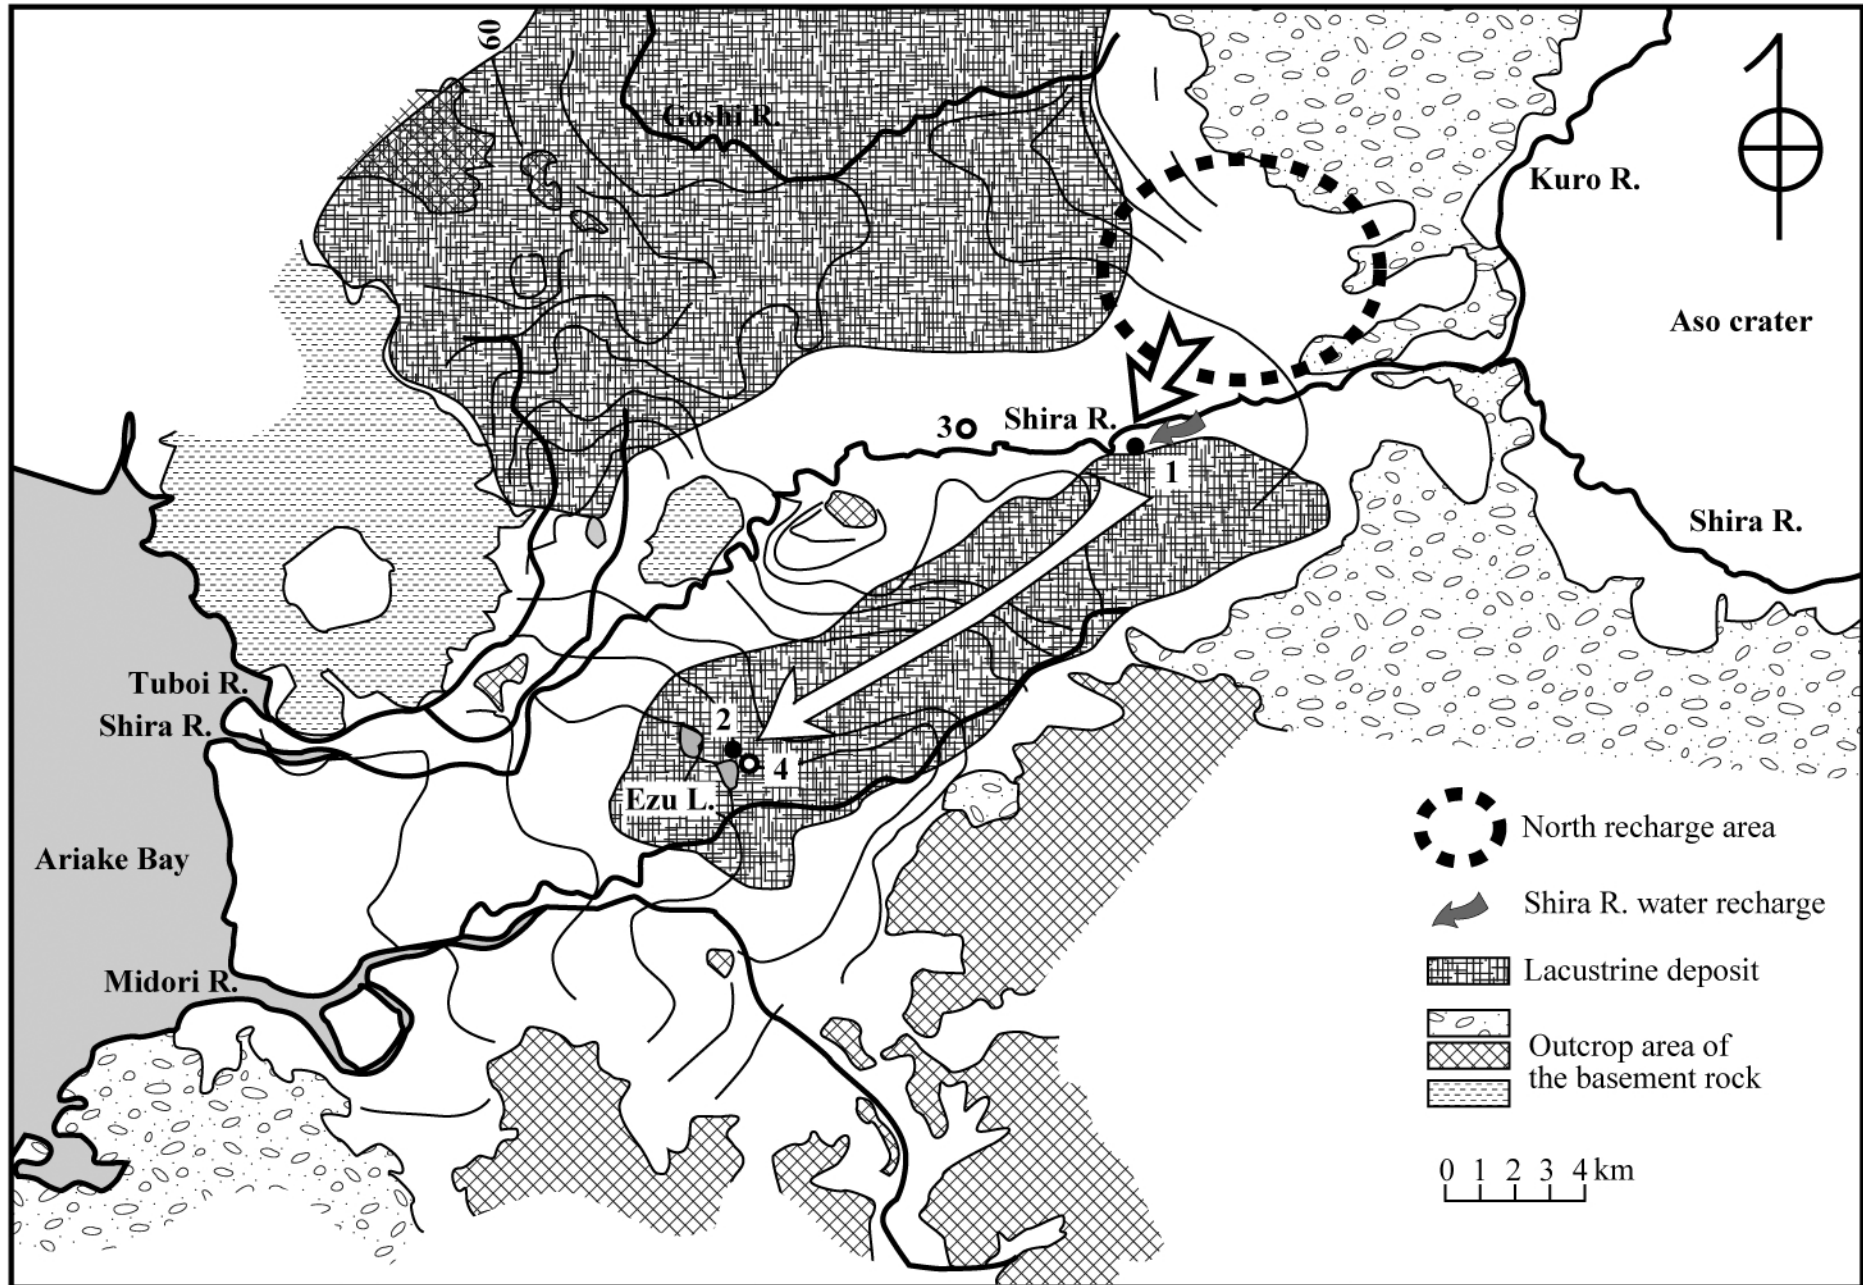 60
Goshi R.
Kuro R.
Aso crater
3
Shira R.
1
Shira R.
Tuboi R.
Shira R.
2
4
Ezu L.
Ariake Bay
Midori R.
North recharge area
Shira R. water recharge
Lacustrine deposit
Outcrop area of
the basement rock
0 1 2 3 4 km